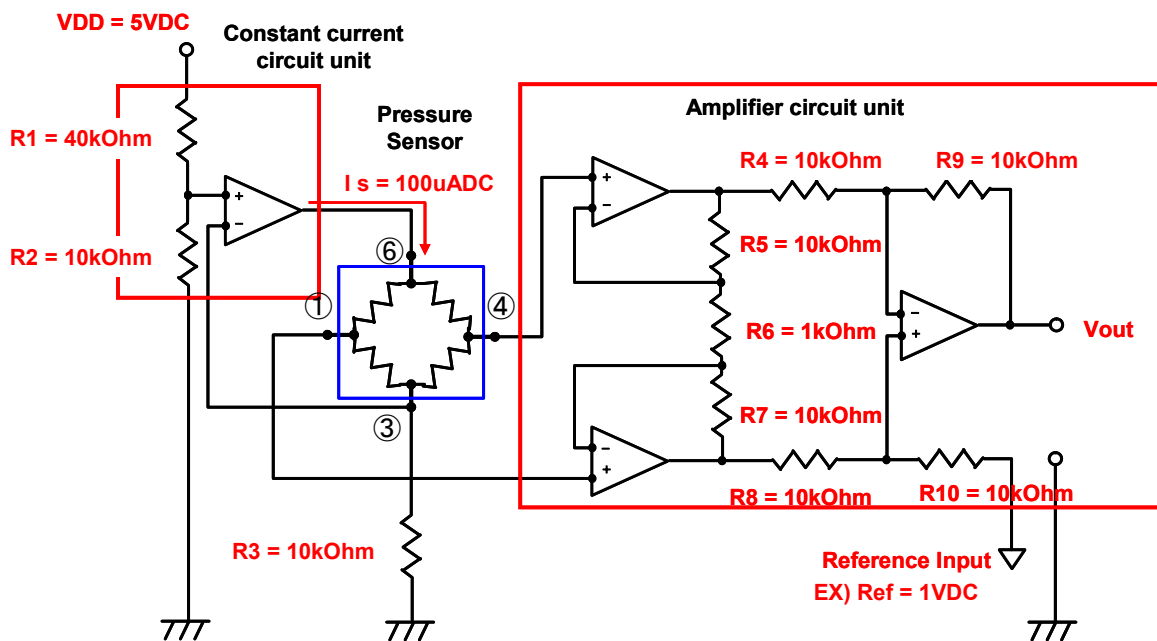 VDD = 5VDC
Constant current
circuit unit
R1 = 40kOhm
R2 = 10kOhm
+
−
Pressure
Sensor
I s = 100uADC
⑥
①
④
③
R3 = 10kOhm
Amplifier circuit unit
+
−
R4 = 10kOhm
R9 = 10kOhm
R5 = 10kOhm
R6 = 1kOhm
R7 = 10kOhm
−
+
−
+
Vout
R8 = 10kOhm
R10 = 10kOhm
Reference Input
EX) Ref = 1VDC